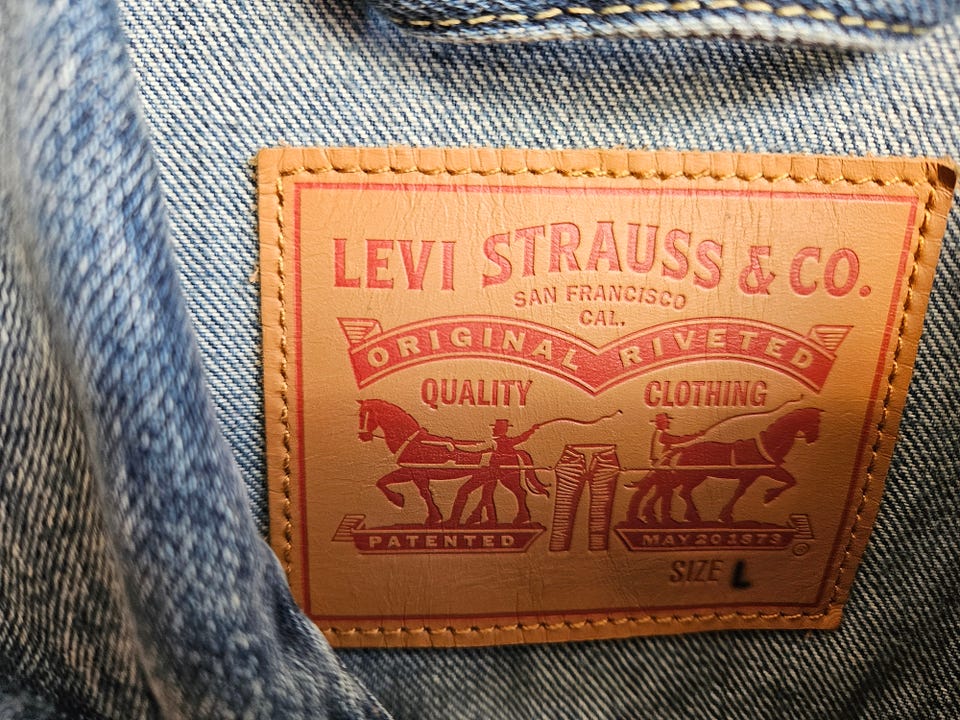 LEVI STRAUSS & CO.
SAN FRANCISCO
CAL.
ORIGINAL RIVETED
QUALITY CLOTHING
PATENTED MAY 20 1873 ®
SIZE L